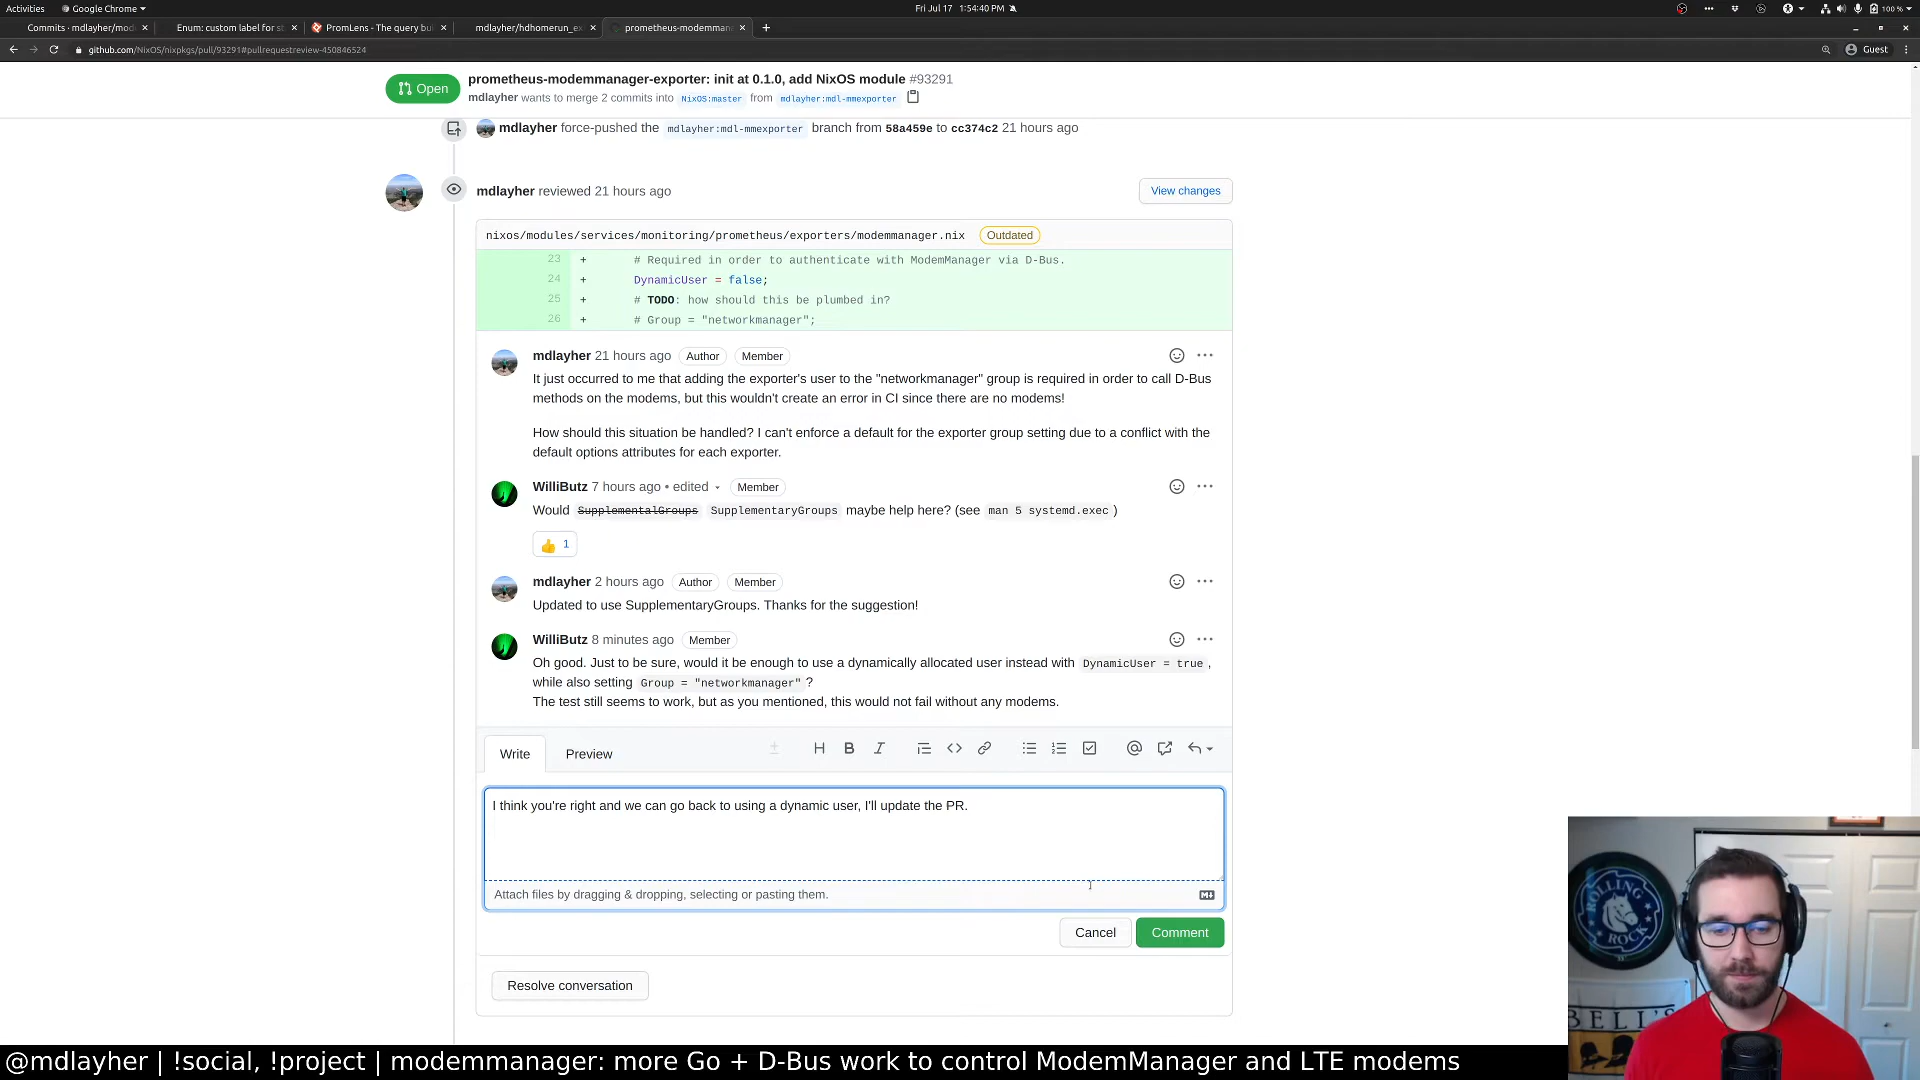 Activities
Google Chrome
Fri Jul 17 1:54:40 PM
100 %
Commits · mdlayher/mod
Enum: custom label for s
PromLens - The query bu
mdlayher/hdhomerun_ex
prometheus-modemman
github.com/NixOS/nixpkgs/pull/93291#pullrequestreview-450846524
Guest
Open
prometheus-modemmanager-exporter: init at 0.1.0, add NixOS module #93291
mdlayher wants to merge 2 commits into NixOS:master from mdlayher:mdl-mmexporter
mdlayher force-pushed the mdlayher:mdl-mmexporter branch from 58a459e to cc374c2 21 hours ago
mdlayher reviewed 21 hours ago
View changes
nixos/modules/services/monitoring/prometheus/exporters/modemmanager.nix Outdated
23 + # Required in order to authenticate with ModemManager via D-Bus.
24 + DynamicUser = false;
25 + # TODO: how should this be plumbed in?
26 + # Group = "networkmanager";
mdlayher 21 hours ago Author Member
It just occurred to me that adding the exporter's user to the "networkmanager" group is required in order to call D-Bus
methods on the modems, but this wouldn't create an error in CI since there are no modems!
How should this situation be handled? I can't enforce a default for the exporter group setting due to a conflict with the
default options attributes for each exporter.
WilliButz 7 hours ago • edited Member
Would SupplementalGroups SupplementaryGroups maybe help here? (see man 5 systemd.exec )
👍 1
mdlayher 2 hours ago Author Member
Updated to use SupplementaryGroups. Thanks for the suggestion!
WilliButz 8 minutes ago Member
Oh good. Just to be sure, would it be enough to use a dynamically allocated user instead with DynamicUser = true,
while also setting Group = "networkmanager" ?
The test still seems to work, but as you mentioned, this would not fail without any modems.
Write
Preview
I think you're right and we can go back to using a dynamic user, I'll update the PR.
Attach files by dragging & dropping, selecting or pasting them.
Cancel
Comment
Resolve conversation
ROLLING
ROCK
BELL'S
@mdlayher | !social, !project | modemmanager: more Go + D-Bus work to control ModemManager and LTE modems